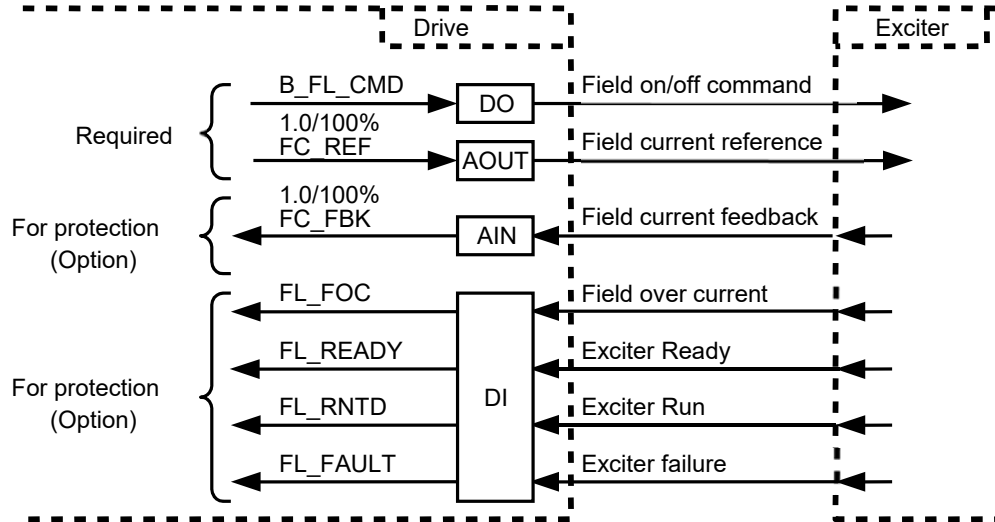 Drive
Exciter
Required
B_FL_CMD
DO
Field on/off command
1.0/100%
FC_REF
AOUT
Field current reference
For protection
(Option)
1.0/100%
FC_FBK
AIN
Field current feedback
For protection
(Option)
FL_FOC
Field over current
FL_READY
Exciter Ready
DI
FL_RNTD
Exciter Run
FL_FAULT
Exciter failure